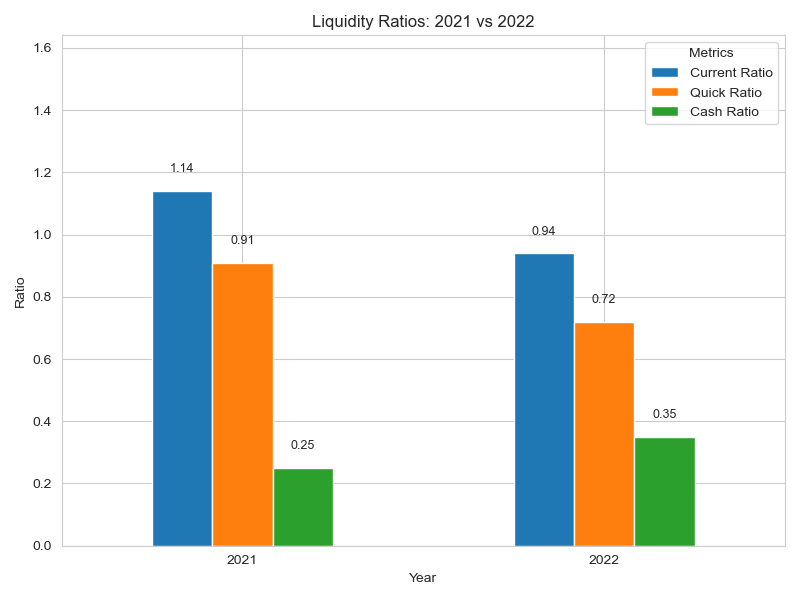 Liquidity Ratios: 2021 vs 2022
Metrics
Current Ratio
Quick Ratio
Cash Ratio
Ratio
1.6
1.4
1.2
1.0
0.8
0.6
0.4
0.2
0.0
1.14
0.91
0.25
0.94
0.72
0.35
2021
2022
Year